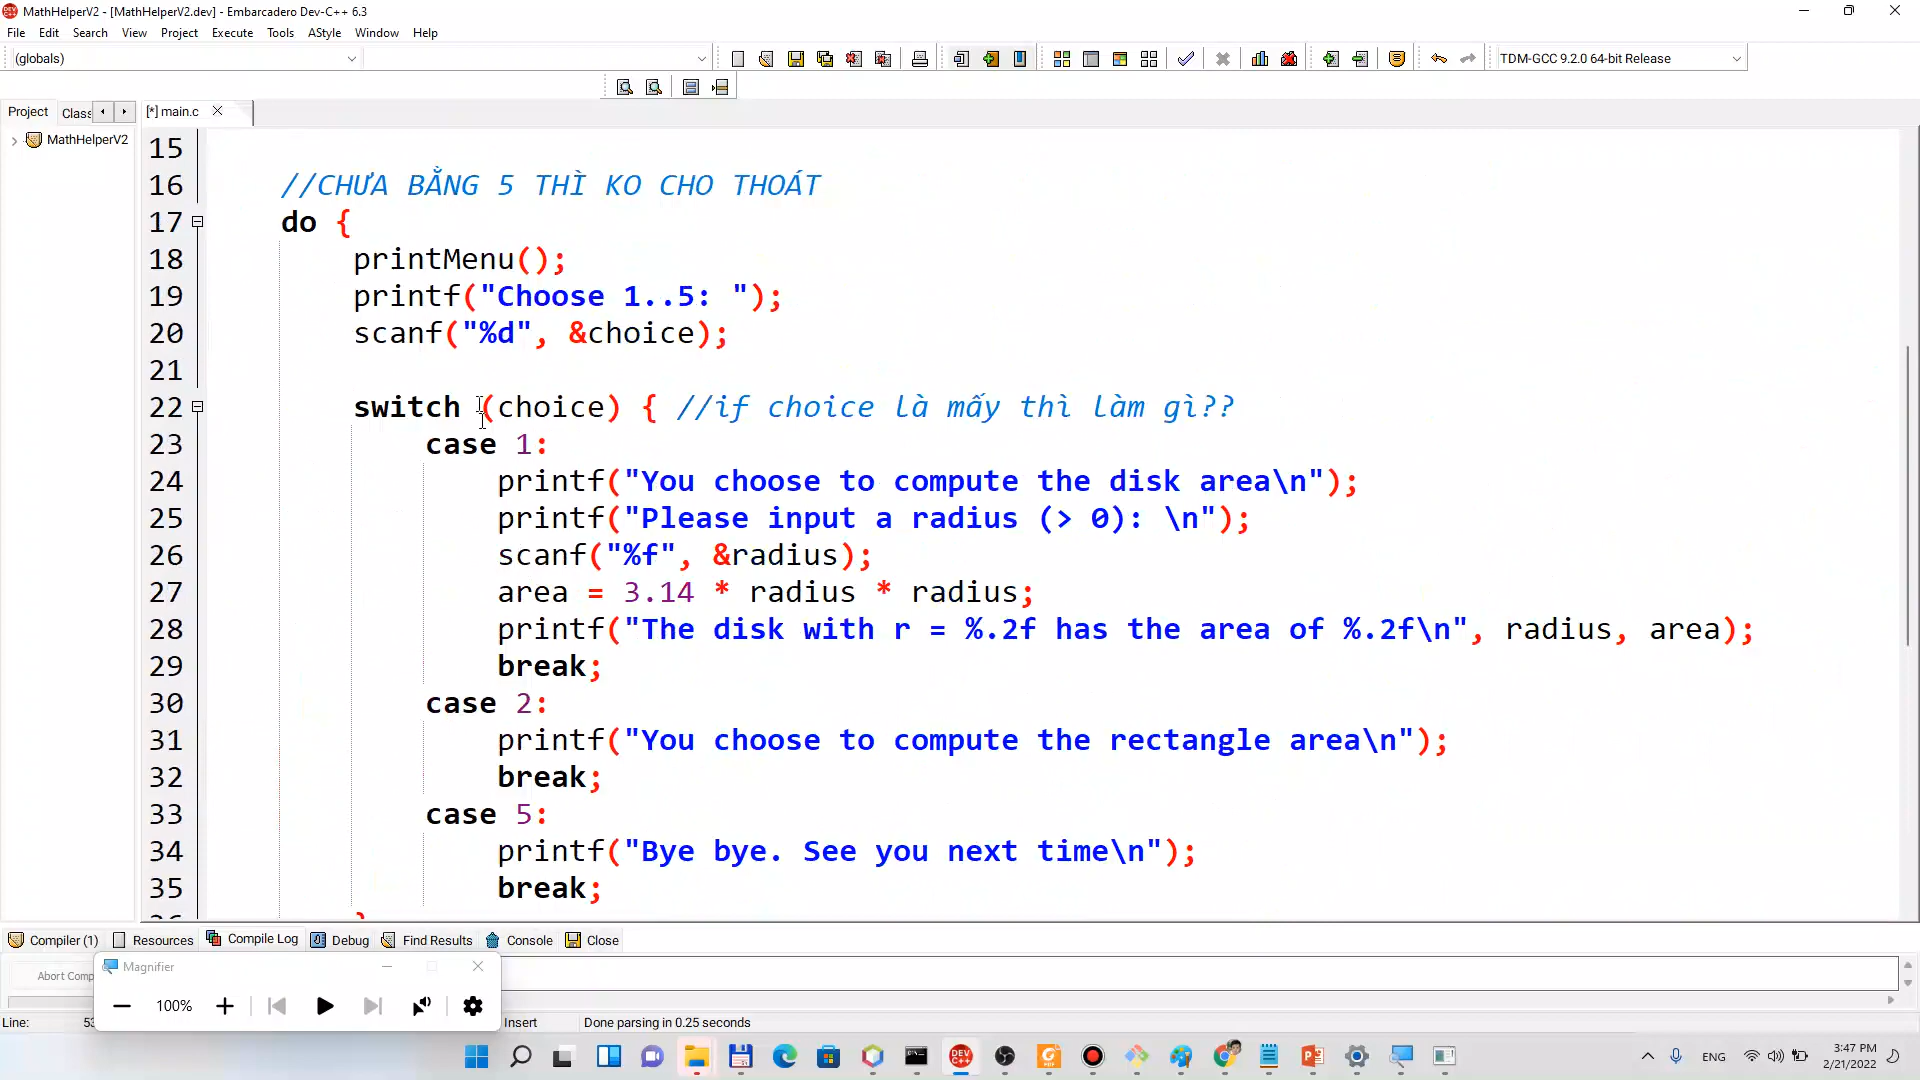 MathHelperV2 - [MathHelperV2.dev] - Embarcadero Dev-C++ 6.3
File Edit Search View Project Execute Tools AStyle Window Help
(globals)
TDM-GCC 9.2.0 64-bit Release
Project Class [*] main.c
MathHelperV2
15
16 //CHƯA BẰNG 5 THÌ KO CHO THOÁT
17 do {
18 printMenu();
19 printf("Choose 1..5: ");
20 scanf("%d", &choice);
21
22 switch (choice) { //if choice là mấy thì làm gì??
23 case 1:
24 printf("You choose to compute the disk area\n");
25 printf("Please input a radius (> 0): \n");
26 scanf("%f", &radius);
27 area = 3.14 * radius * radius;
28 printf("The disk with r = %.2f has the area of %.2f\n", radius, area);
29 break;
30 case 2:
31 printf("You choose to compute the rectangle area\n");
32 break;
33 case 5:
34 printf("Bye bye. See you next time\n");
35 break;
Compiler (1) Resources Compile Log Debug Find Results Console Close
Abort Comp
Magnifier
100%
Line: 53 Insert Done parsing in 0.25 seconds
DEV C++
ENG
3:47 PM
2/21/2022